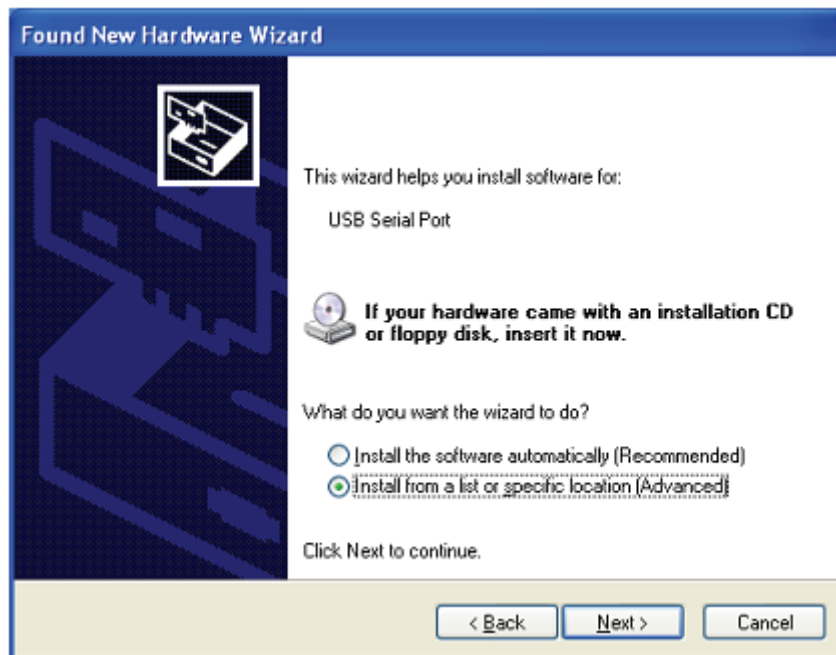 Found New Hardware Wizard
This wizard helps you install software for:
USB Serial Port
If your hardware came with an installation CD
or floppy disk, insert it now.
What do you want the wizard to do?
Install the software automatically (Recommended)
Install from a list or specific location (Advanced)
Click Next to continue.
< Back
Next >
Cancel